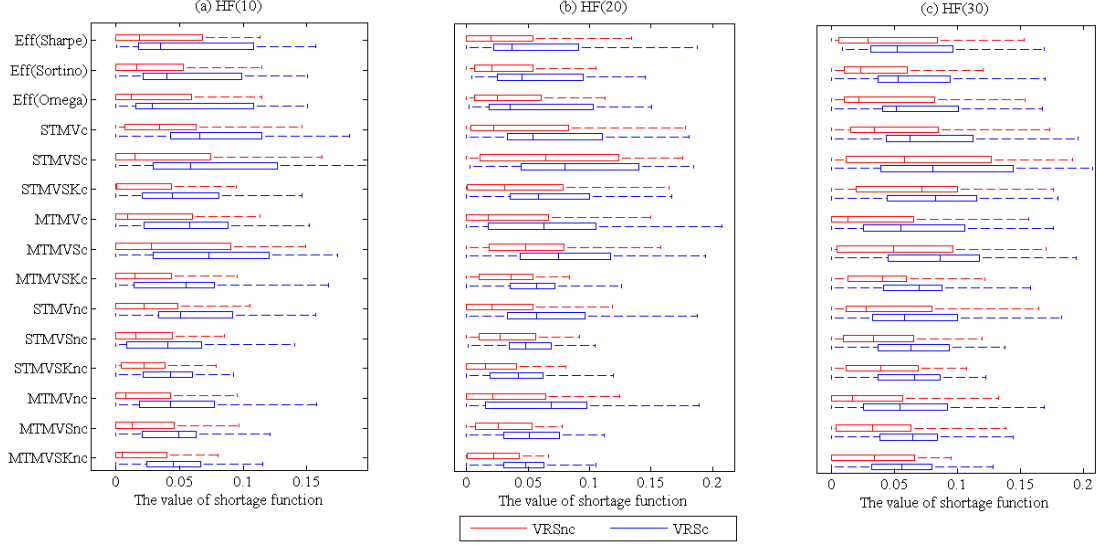 (a) HF(10)
(b) HF(20)
(c) HF(30)
Eff(Sharpe)
Eff(Sortino)
Eff(Omega)
STMVc
STMVSc
STMVSKc
MTMVc
MTMVSc
MTMVSKc
STMVnc
STMVSnc
STMVSKnc
MTMVnc
MTMVSnc
MTMVSKnc
0 0.05 0.1 0.15
0 0.05 0.1 0.15 0.2
0 0.05 0.1 0.15 0.2
The value of shortage function
The value of shortage function
The value of shortage function
VRSnc VRSc